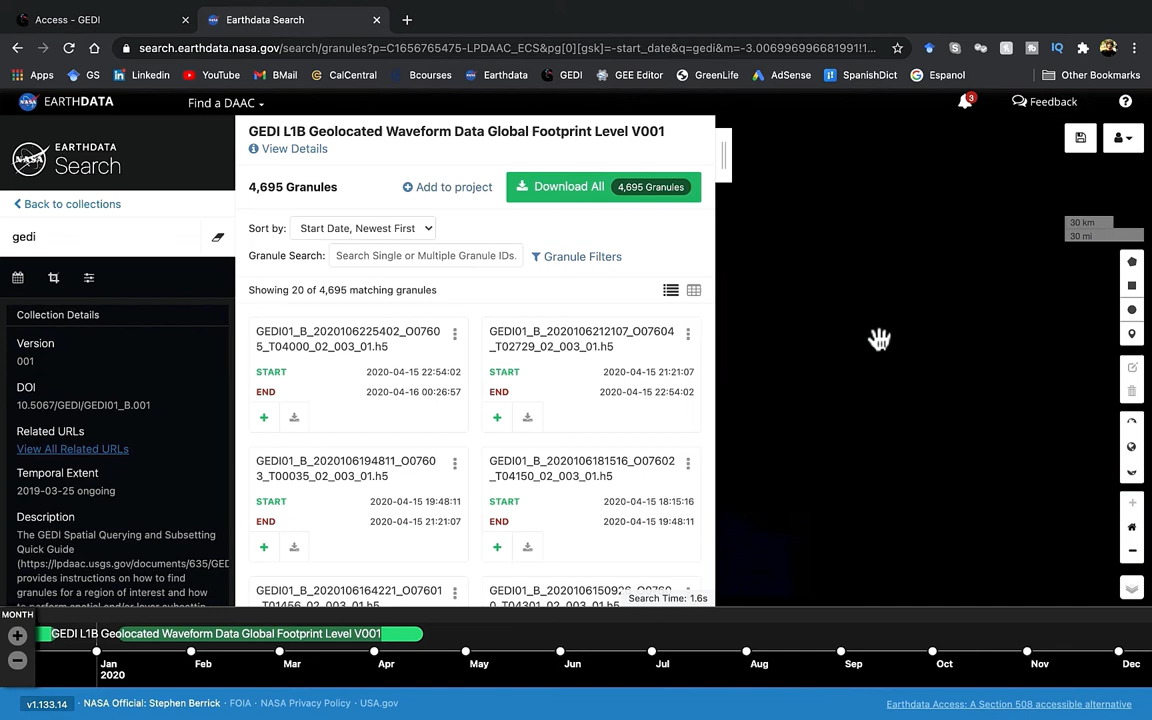 Access - GEDI
Earthdata Search
search.earthdata.nasa.gov/search/granules?p=C1656765475-LPDAAC_ECS&pg[0][gsk]=-start_date&q=gedi&m=-3.0069969966819​91!1...
Apps
GS
Linkedin
YouTube
BMail
CalCentral
Bcourses
Earthdata
GEDI
GEE Editor
GreenLife
AdSense
SpanishDict
Espanol
Other Bookmarks
EARTHDATA
Find a DAAC
3
Feedback
EARTHDATA
Search
Back to collections
gedi
Collection Details
Version
001
DOI
10.5067/GEDI/GEDI01_B.001
Related URLs
View All Related URLs
Temporal Extent
2019-03-25 ongoing
Description
The GEDI Spatial Querying and Subsetting
Quick Guide
(https://lpdaac.usgs.gov/documents/635/GED
provides instructions on how to find
granules for a region of interest and how
to perform spatial and/or layer subsettin
GEDI L1B Geolocated Waveform Data Global Footprint Level V001
View Details
4,695 Granules
Add to project
Download All 4,695 Granules
Sort by: Start Date, Newest First
Granule Search: Search Single or Multiple Granule IDs.
Granule Filters
Showing 20 of 4,695 matching granules
GEDI01_B_2020106225402_O0760
5_T04000_02_003_01.h5
START 2020-04-15 22:54:02
END 2020-04-16 00:26:57
GEDI01_B_2020106212107_O07604
_T02729_02_003_01.h5
START 2020-04-15 21:21:07
END 2020-04-15 22:54:02
GEDI01_B_2020106194811_O0760
3_T00035_02_003_01.h5
START 2020-04-15 19:48:11
END 2020-04-15 21:21:07
GEDI01_B_2020106181516_O07602
_T04150_02_003_01.h5
START 2020-04-15 18:15:16
END 2020-04-15 19:48:11
GEDI01_B_2020106164221_O07601
_T01456_02_003_01.h5
Search Time: 1.6s
30 km
30 mi
MONTH
GEDI L1B Geolocated Waveform Data Global Footprint Level V001
Jan
2020
Feb
Mar
Apr
May
Jun
Jul
Aug
Sep
Oct
Nov
Dec
v1.133.14
NASA Official: Stephen Berrick
FOIA
NASA Privacy Policy
USA.gov
Earthdata Access: A Section 508 accessible alternative